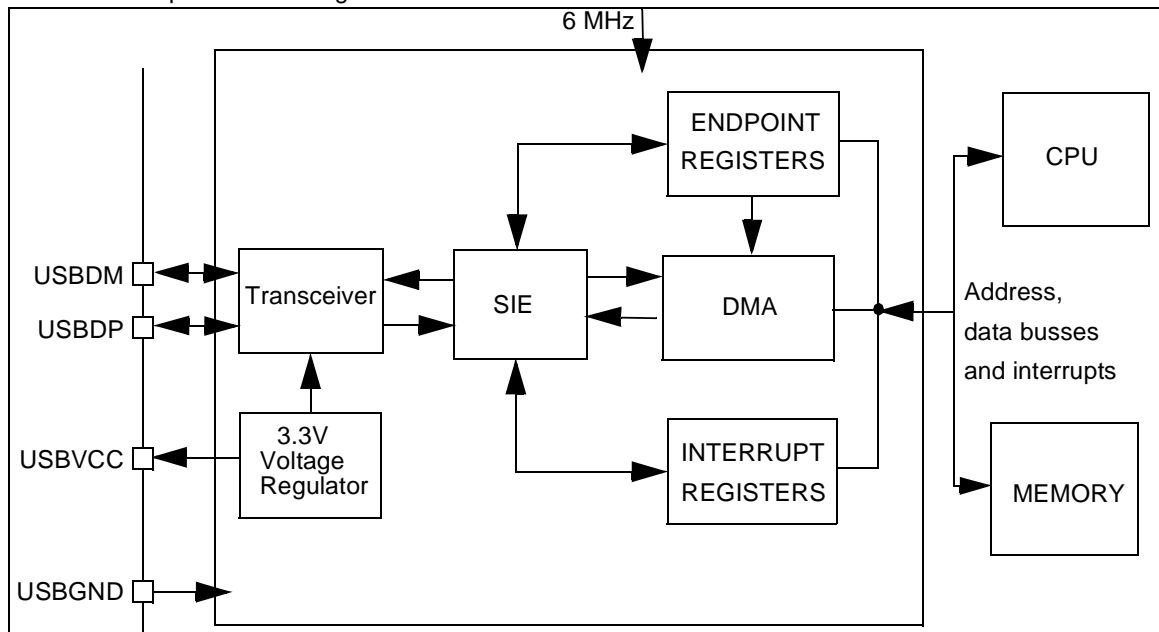 6 MHz
ENDPOINT
REGISTERS
CPU
USBDM
Transceiver
SIE
DMA
Address,
data busses
and interrupts
USBDP
3.3V
Voltage
Regulator
USBVCC
INTERRUPT
REGISTERS
MEMORY
USBGND